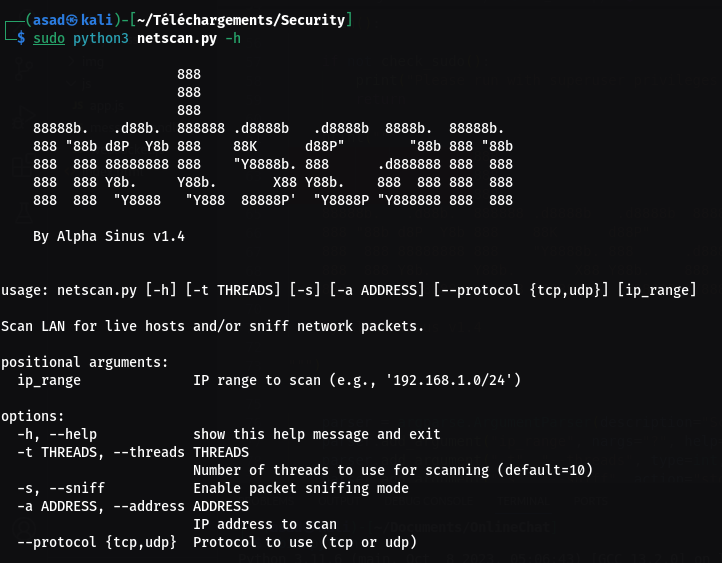 (asad㉿kali)-[~/Téléchargements/Security]
$ sudo python3 netscan.py -h
                      888
                      888
                      888
    88888b.   .d88b.  888888 .d8888b   .d8888b  8888b.  88888b.
    888 "88b d8P  Y8b 888    88K      d88P"        "88b 888 "88b
    888  888 88888888 888    "Y8888b. 888      .d888888 888  888
    888  888 Y8b.     Y88b.       X88 Y88b.    888  888 888  888
    888  888  "Y8888   "Y888  88888P'  "Y8888P "Y888888 888  888
    By Alpha Sinus v1.4
usage: netscan.py [-h] [-t THREADS] [-s] [-a ADDRESS] [--protocol {tcp,udp}] [ip_range]
Scan LAN for live hosts and/or sniff network packets.
positional arguments:
  ip_range              IP range to scan (e.g., '192.168.1.0/24')
options:
  -h, --help            show this help message and exit
  -t THREADS, --threads THREADS
                        Number of threads to use for scanning (default=10)
  -s, --sniff           Enable packet sniffing mode
  -a ADDRESS, --address ADDRESS
                        IP address to scan
  --protocol {tcp,udp}  Protocol to use (tcp or udp)